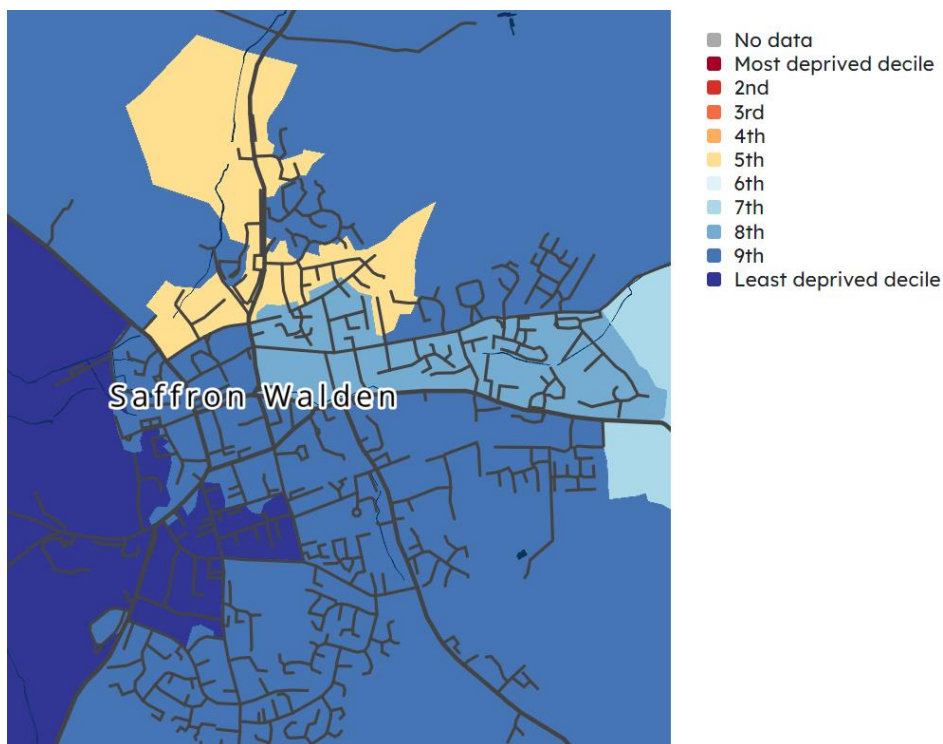 No data
Most deprived decile
2nd
3rd
4th
5th
6th
7th
8th
9th
Least deprived decile
Saffron Walden